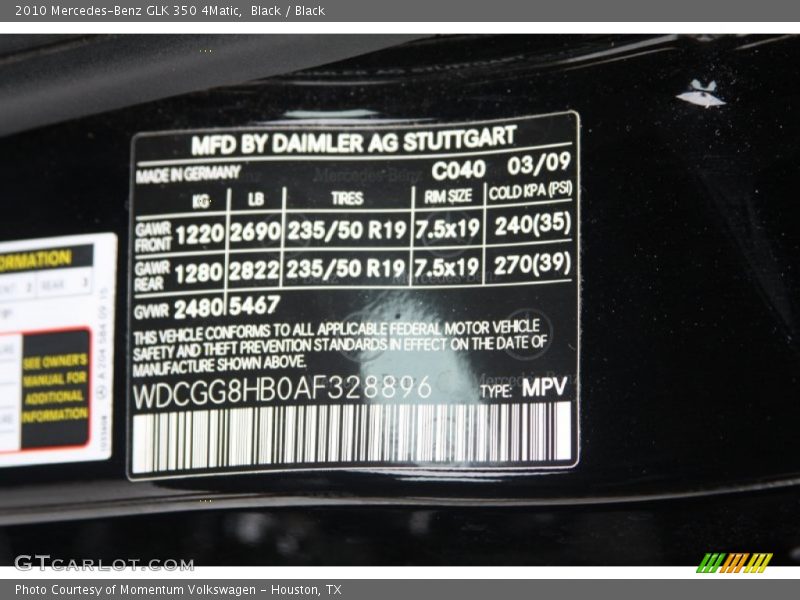 2010 Mercedes-Benz GLK 350 4Matic, Black / Black
MFD BY DAIMLER AG STUTTGART
MADE IN GERMANY C040 03/09
KG LB TIRES RIM SIZE COLD KPA (PSI)
GAWR FRONT 1220 2690 235/50 R19 7.5x19 240(35)
GAWR REAR 1280 2822 235/50 R19 7.5x19 270(39)
GVWR 2480 5467
THIS VEHICLE CONFORMS TO ALL APPLICABLE FEDERAL MOTOR VEHICLE
SAFETY AND THEFT PREVENTION STANDARDS IN EFFECT ON THE DATE OF
MANUFACTURE SHOWN ABOVE.
WDCGG8HB0AF328896 TYPE: MPV
SEE OWNER'S
MANUAL FOR
ADDITIONAL
INFORMATION
A 204 584 09 15
GTCARLOT.COM
Photo Courtesy of Momentum Volkswagen - Houston, TX